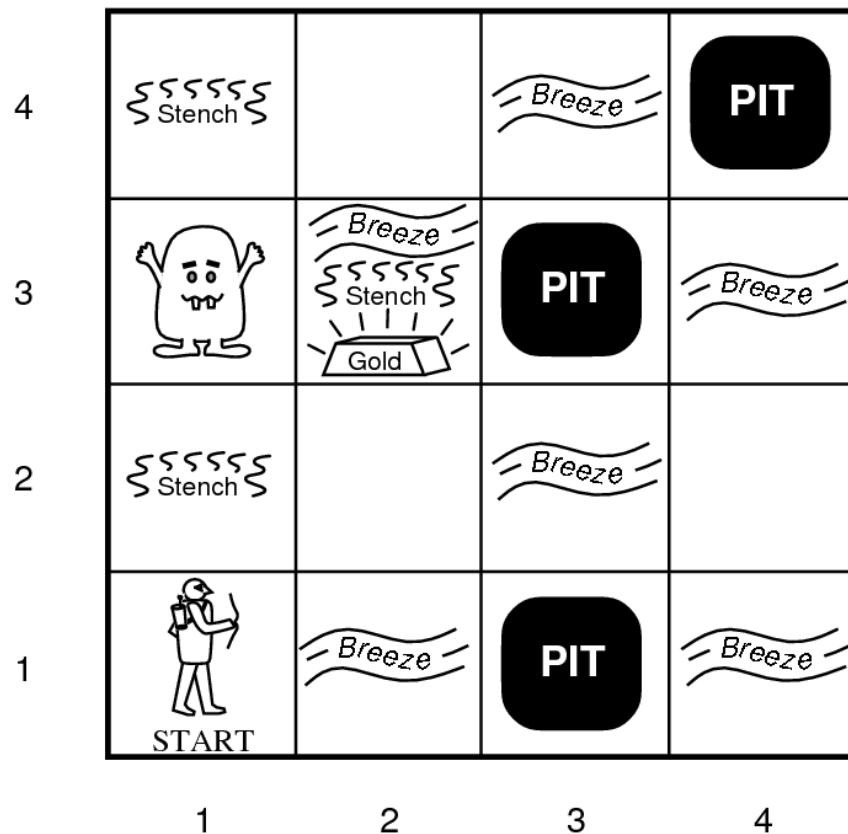 4
Stench
Breeze
PIT
3
Breeze
Stench
Gold
PIT
Breeze
2
Stench
Breeze
1
START
Breeze
PIT
Breeze
1 2 3 4